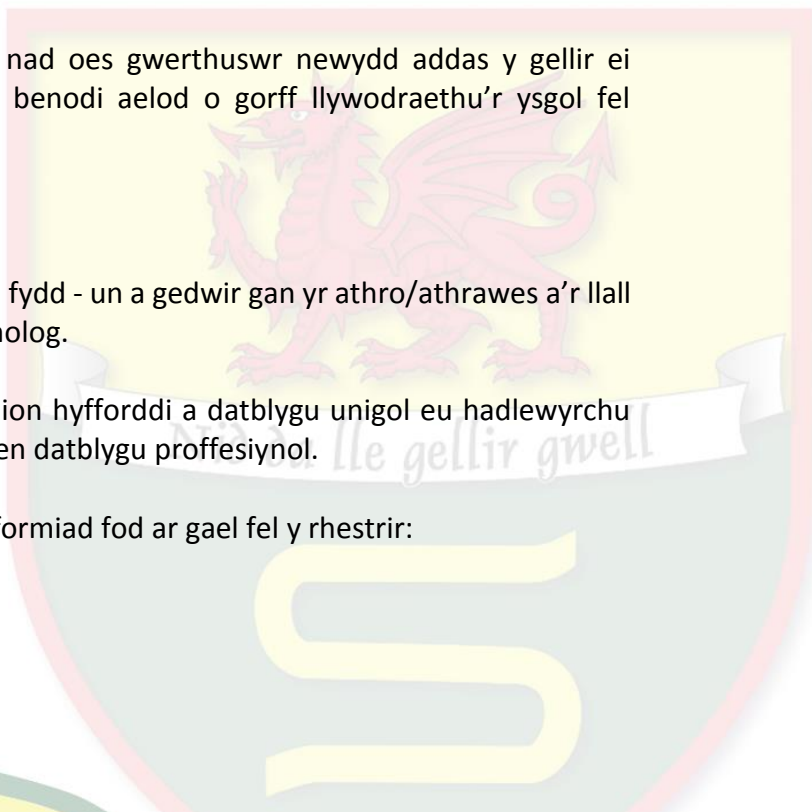 nad oes gwerthuswr newydd addas y gellir ei
benodi aelod o gorff llywodraethu'r ysgol fel
fydd - un a gedwir gan yr athro/athrawes a'r llall
nolog.
ion hyfforddi a datblygu unigol eu hadlewyrchu
en datblygu proffesiynol.
Nid da lle gellir gwell
formiad fod ar gael fel y rhestrir: